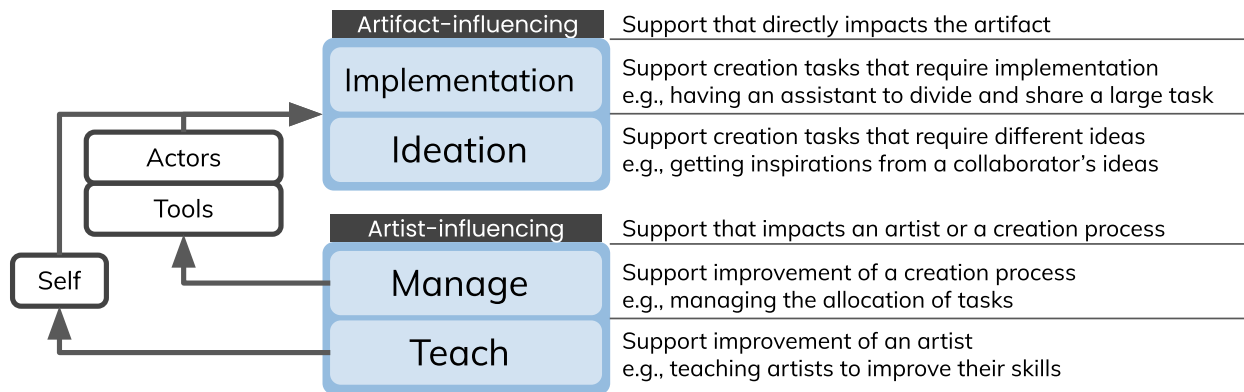 Artifact-influencing
Support that directly impacts the artifact
Implementation
Support creation tasks that require implementation
e.g., having an assistant to divide and share a large task
Ideation
Support creation tasks that require different ideas
e.g., getting inspirations from a collaborator’s ideas
Actors
Tools
Self
Artist-influencing
Support that impacts an artist or a creation process
Manage
Support improvement of a creation process
e.g., managing the allocation of tasks
Teach
Support improvement of an artist
e.g., teaching artists to improve their skills